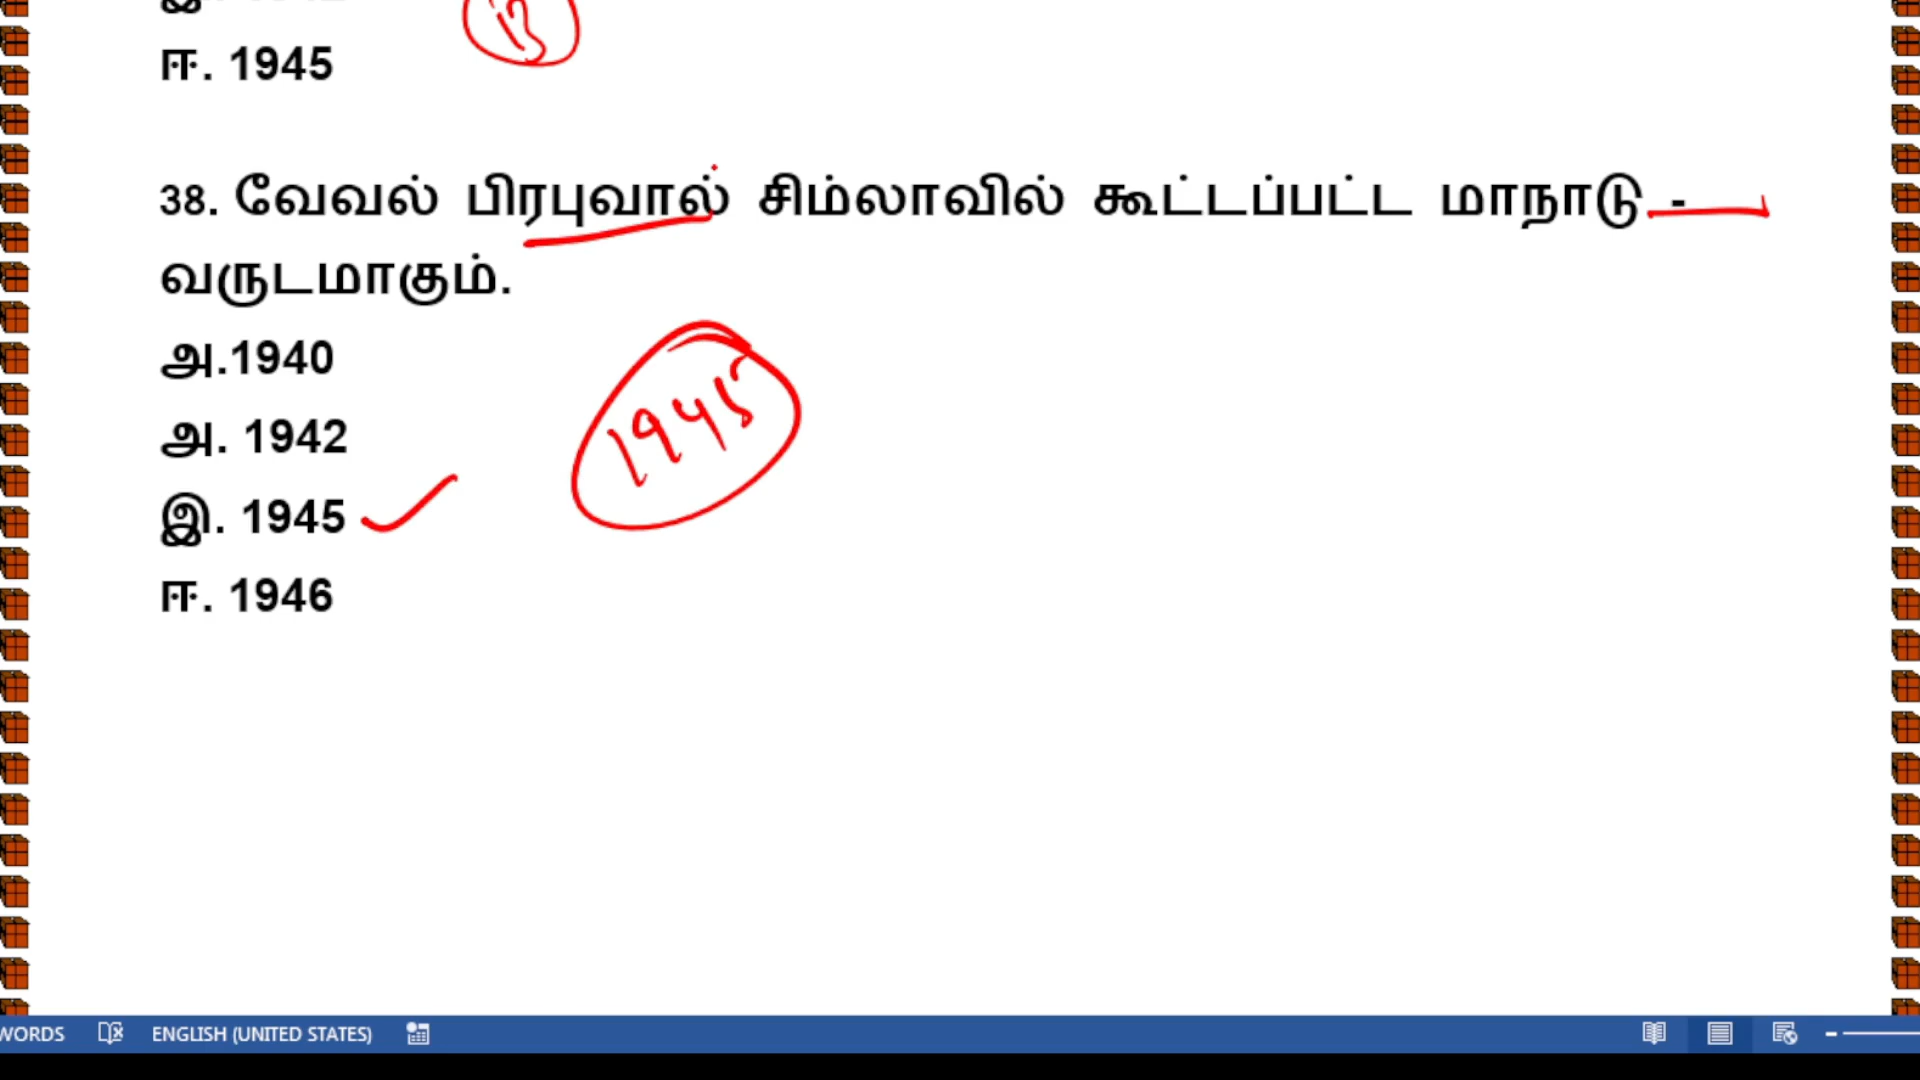 ஈ. 1945
38. வேவல் பிரபுவால் சிம்லாவில் கூட்டப்பட்ட மாநாடு -
வருடமாகும்.
அ.1940
அ. 1942
1945
இ. 1945
ஈ. 1946
WORDS ENGLISH (UNITED STATES)